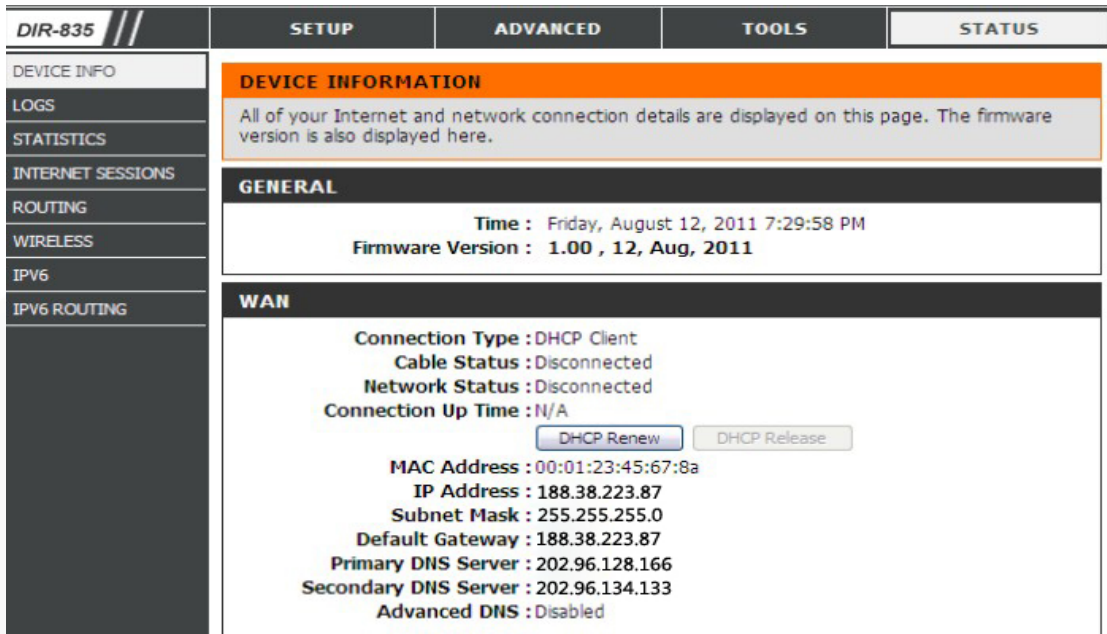 DIR-835
SETUP
ADVANCED
TOOLS
STATUS
DEVICE INFO
LOGS
STATISTICS
INTERNET SESSIONS
ROUTING
WIRELESS
IPV6
IPV6 ROUTING
DEVICE INFORMATION
All of your Internet and network connection details are displayed on this page. The firmware
version is also displayed here.
GENERAL
Time : Friday, August 12, 2011 7:29:58 PM
Firmware Version : 1.00 , 12, Aug, 2011
WAN
Connection Type : DHCP Client
Cable Status : Disconnected
Network Status : Disconnected
Connection Up Time : N/A
DHCP Renew DHCP Release
MAC Address : 00:01:23:45:67:8a
IP Address : 188.38.223.87
Subnet Mask : 255.255.255.0
Default Gateway : 188.38.223.87
Primary DNS Server : 202.96.128.166
Secondary DNS Server : 202.96.134.133
Advanced DNS : Disabled